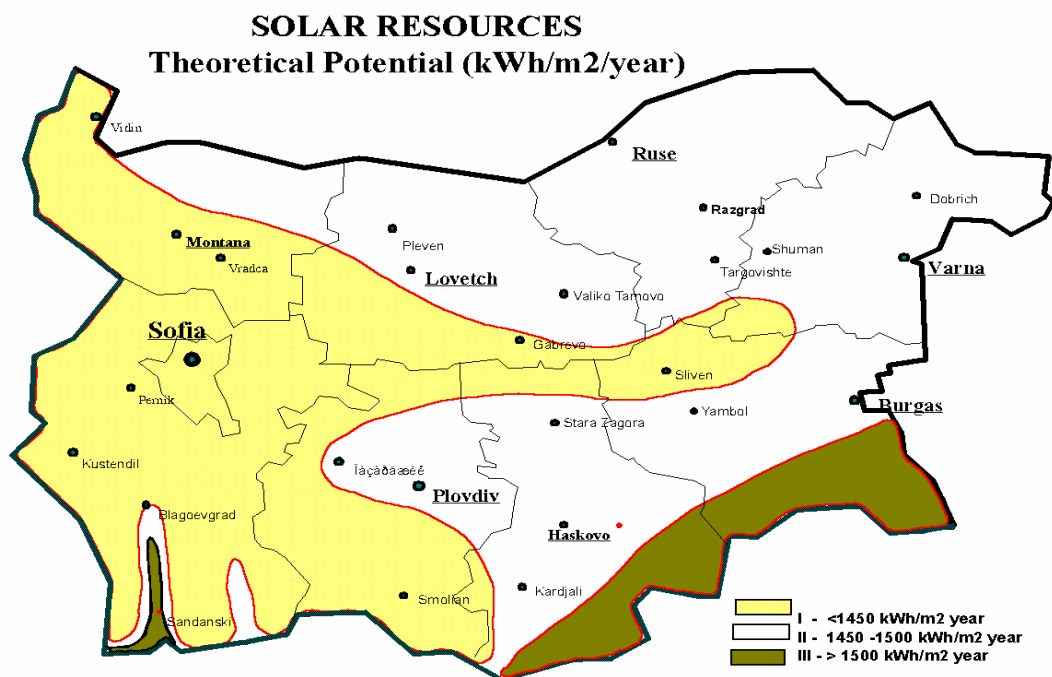 SOLAR RESOURCES
Theoretical Potential (kWh/m2/year)
Vidin
Ruse
Razgrad
Dobrich
Montana
Vradca
Pleven
Lovetch
Shuman
Targovishte
Varna
Valiko Tarnovo
Sofia
Gabrovo
Sliven
Pernik
Burgas
Yambol
Stara Zagora
Kustendil
Ïàçàðäæèê
Plovdiv
Blagoevgrad
Haskovo
Kardjali
Smolian
Sandanski
I - <1450 kWh/m2 year
II - 1450 -1500 kWh/m2 year
III - > 1500 kWh/m2 year